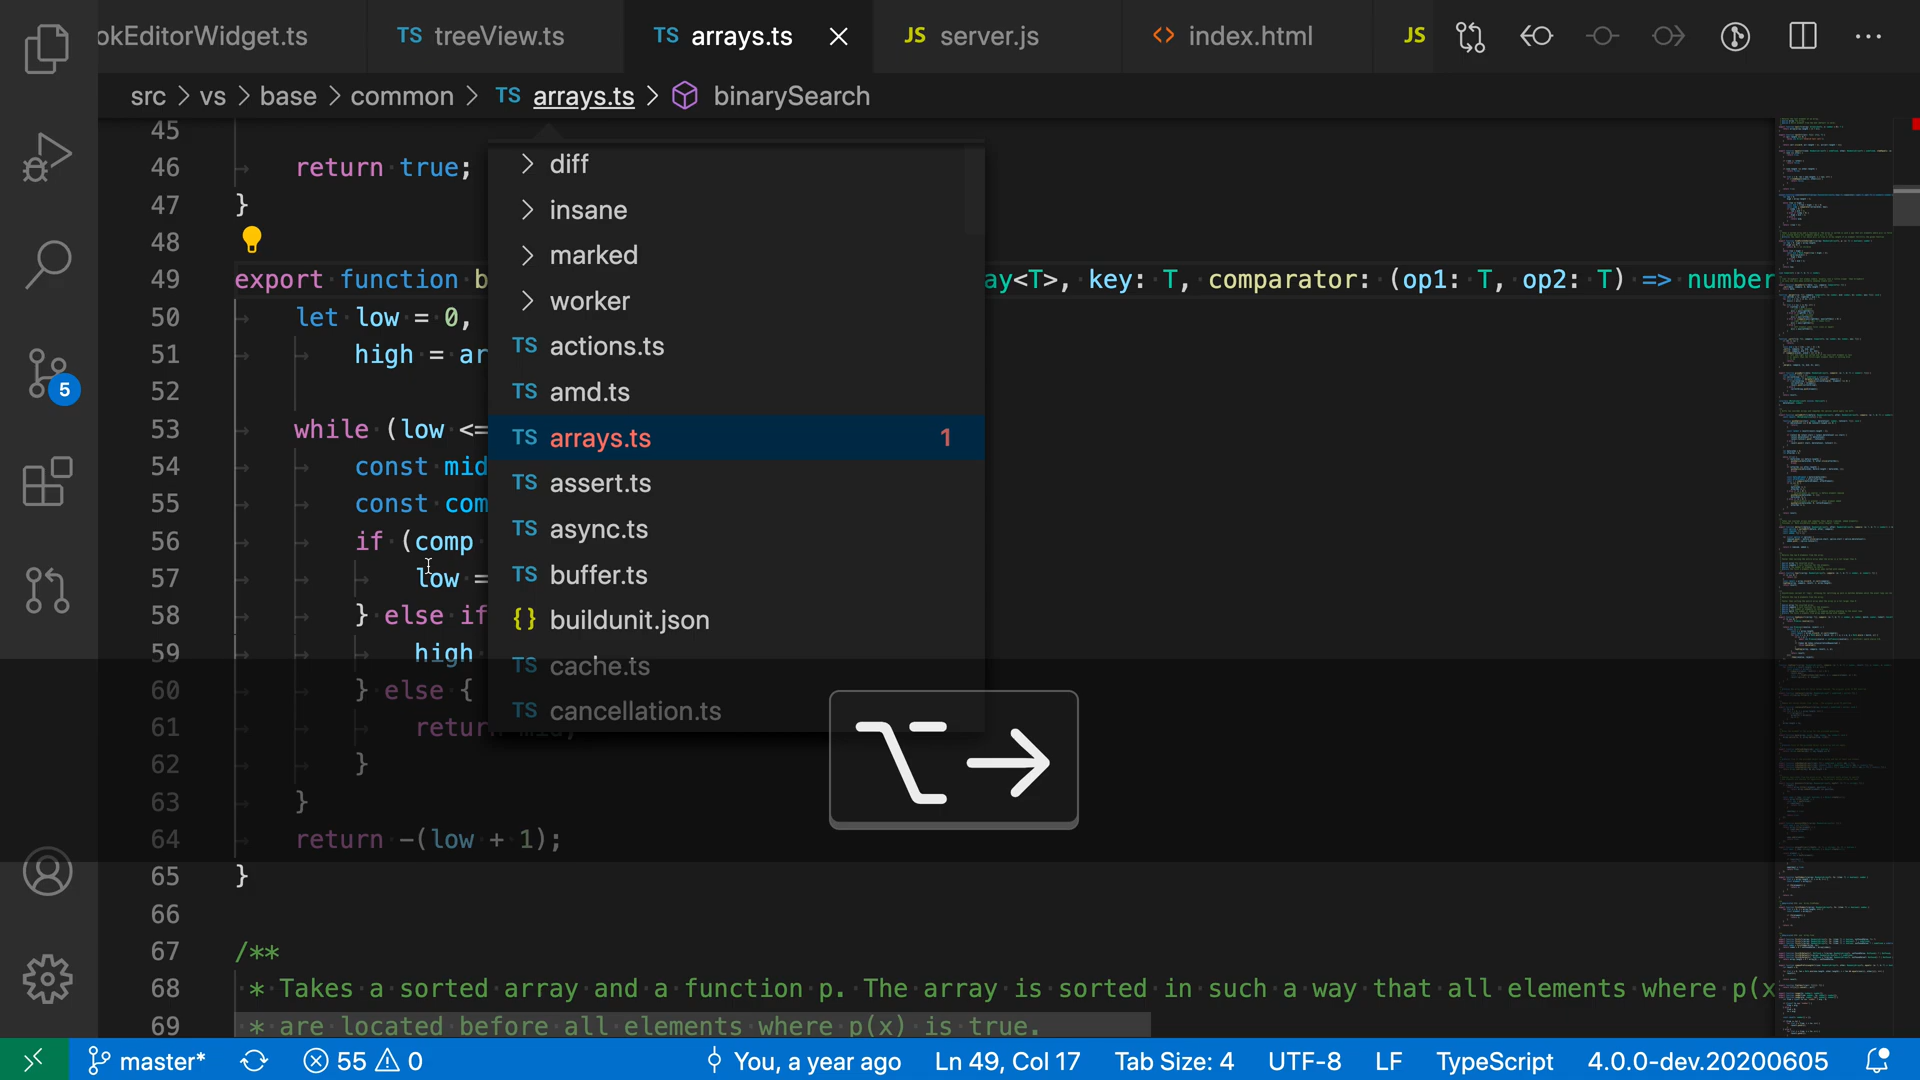 okEditorWidget.ts TS treeView.ts TS arrays.ts JS server.js <> index.html JS
src > vs > base > common > TS arrays.ts > binarySearch
45
46 return true;
47 }
48
49 export function b ay<T>, key: T, comparator: (op1: T, op2: T) => number
50 let low = 0,
51 high = ar
52
53 while (low <=
54 const mid
55 const com
56 if (comp
57 low =
58 } else if
59 high
60 } else {
61 return mid;
62 }
63 }
64 return -(low + 1);
65 }
66
67 /**
68 * Takes a sorted array and a function p. The array is sorted in such a way that all elements where p(x
69 * are located before all elements where p(x) is true.
> diff
> insane
> marked
> worker
TS actions.ts
TS amd.ts
TS arrays.ts 1
TS assert.ts
TS async.ts
TS buffer.ts
{} buildunit.json
TS cache.ts
TS cancellation.ts
⌥→
5
master* 55 0 You, a year ago Ln 49, Col 17 Tab Size: 4 UTF-8 LF TypeScript 4.0.0-dev.20200605